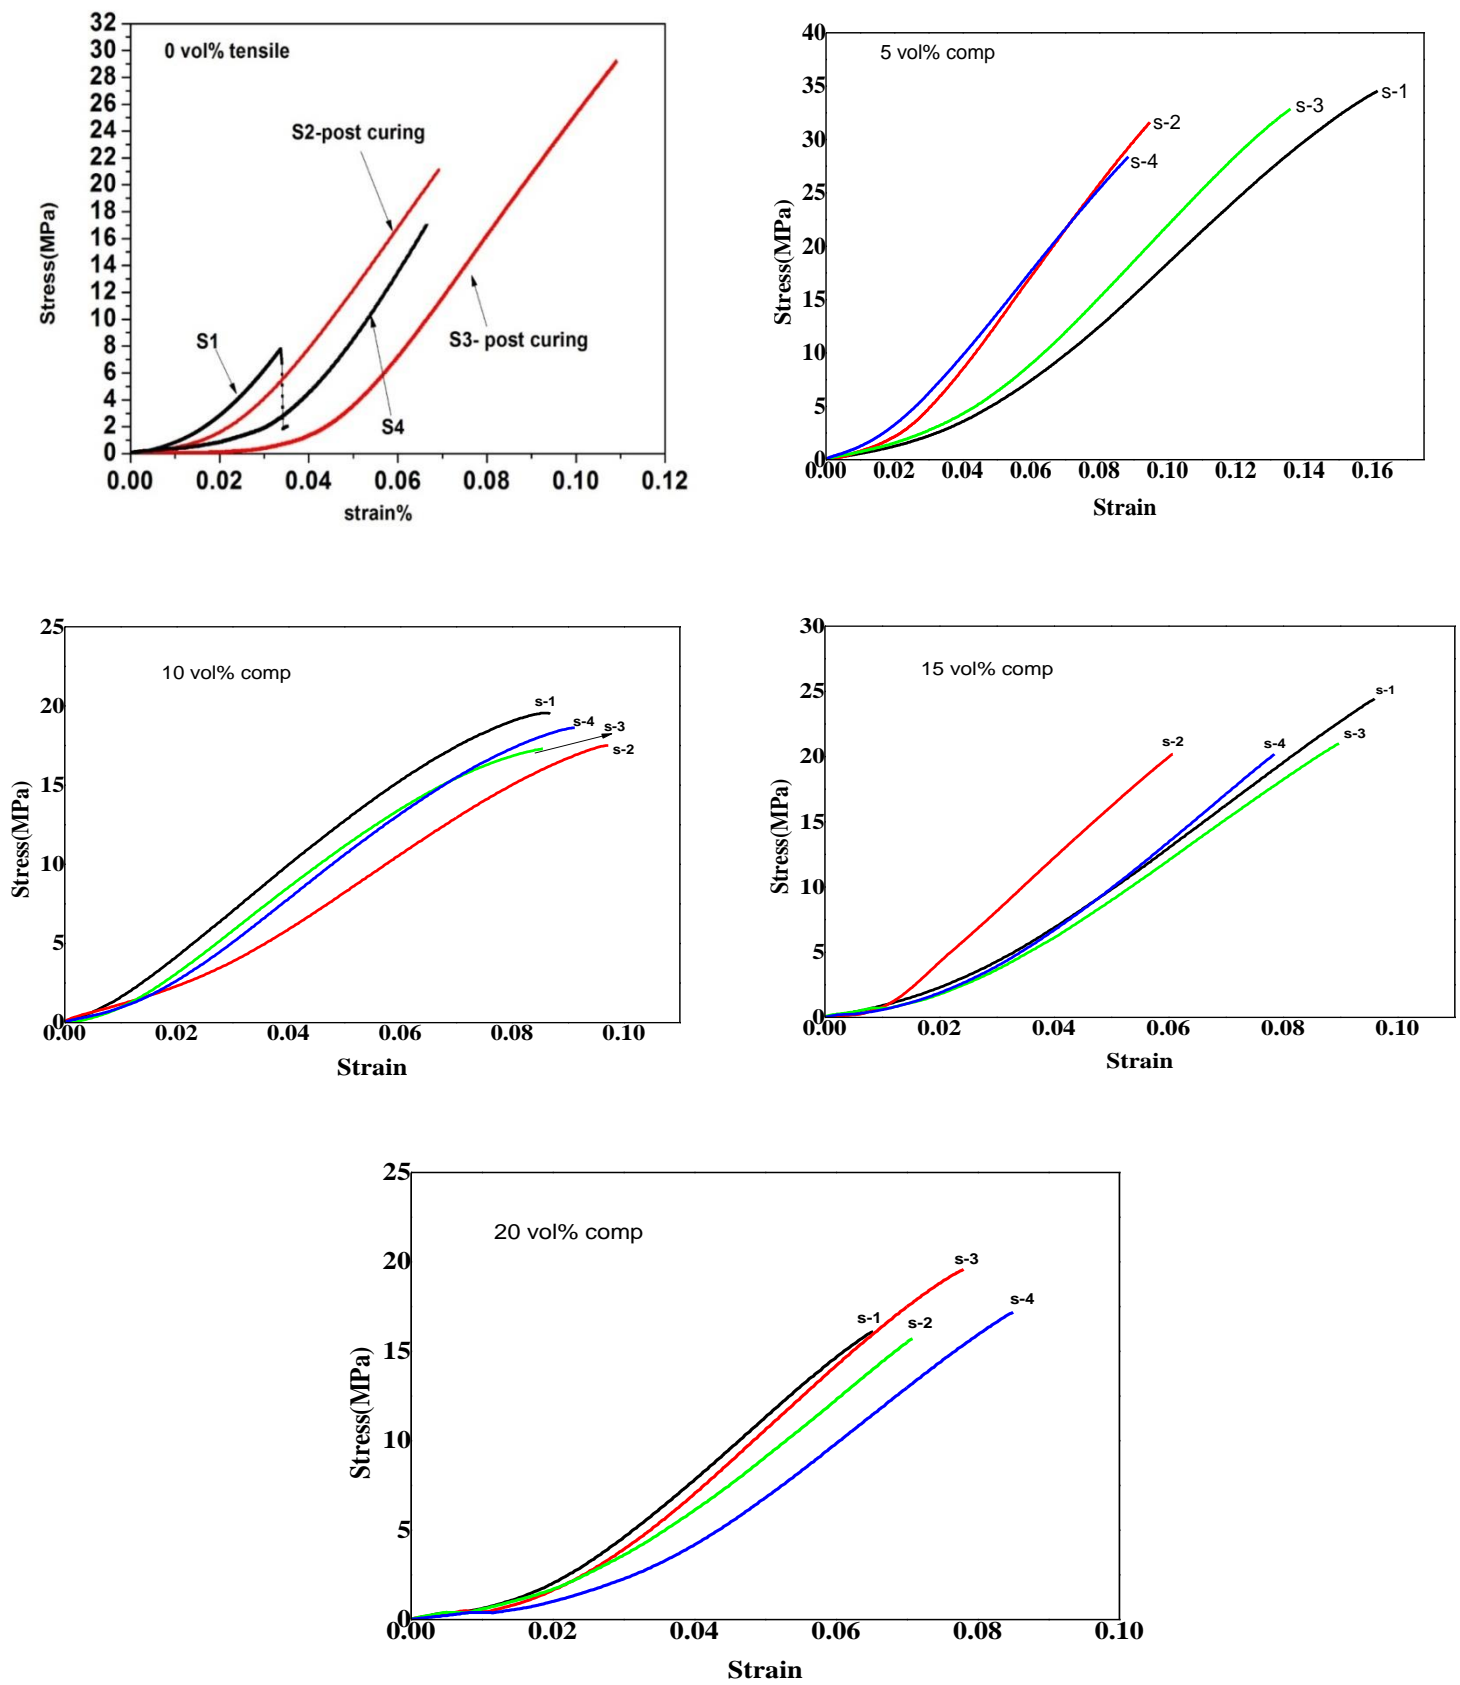 0 vol% tensile
32
30
28
26
24
22
20
18
16
14
12
10
8
6
4
2
0
Stress(MPa)
S1
S2-post curing
S3- post curing
S4
0.00 0.02 0.04 0.06 0.08 0.10 0.12
strain%
5 vol% comp
40
35
30
25
20
15
10
5
0
Stress(MPa)
s-1
s-3
s-2
s-4
0.00 0.02 0.04 0.06 0.08 0.10 0.12 0.14 0.16
Strain
10 vol% comp
25
20
15
10
5
0
Stress(MPa)
s-1
s-4
s-3
s-2
0.00 0.02 0.04 0.06 0.08 0.10
Strain
15 vol% comp
30
25
20
15
10
5
0
Stress(MPa)
s-1
s-3
s-4
s-2
0.00 0.02 0.04 0.06 0.08 0.10
Strain
20 vol% comp
25
20
15
10
5
0
Stress(MPa)
s-3
s-4
s-1
s-2
0.00 0.02 0.04 0.06 0.08 0.10
Strain